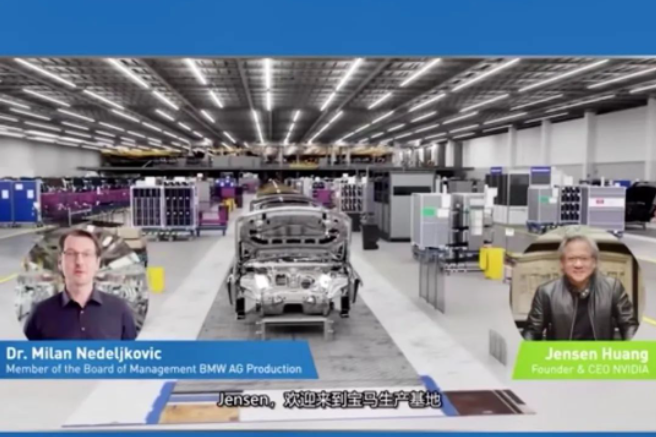 Dr. Milan Nedeljkovic
Member of the Board of Management BMW AG Production
Jensen Huang
Founder & CEO NVIDIA
Jensen，欢迎来到宝马生产基地